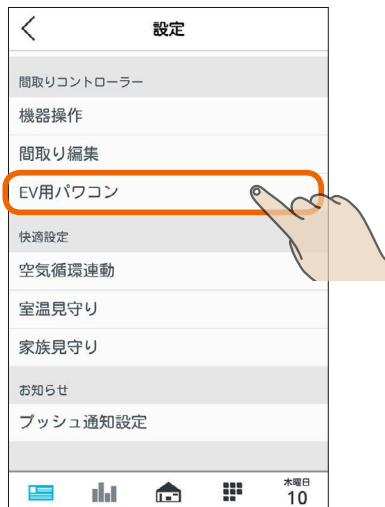 設定
間取りコントローラー
機器操作
間取り編集
EV用パワコン
快適設定
空気循環連動
室温見守り
家族見守り
お知らせ
プッシュ通知設定
木曜日
10